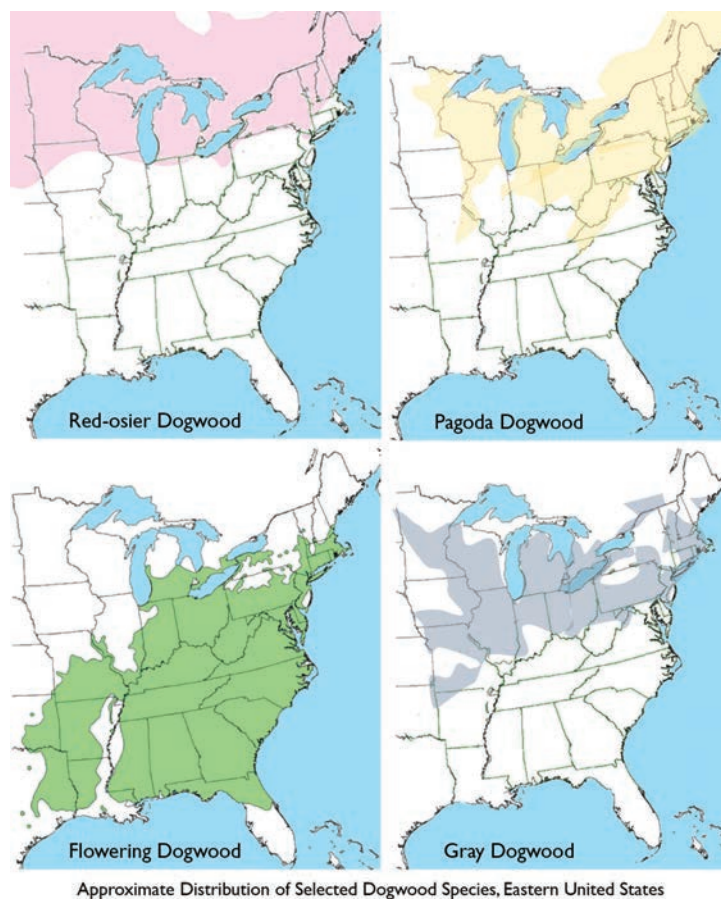 Red-osier Dogwood
Pagoda Dogwood
Flowering Dogwood
Gray Dogwood
Approximate Distribution of Selected Dogwood Species, Eastern United States